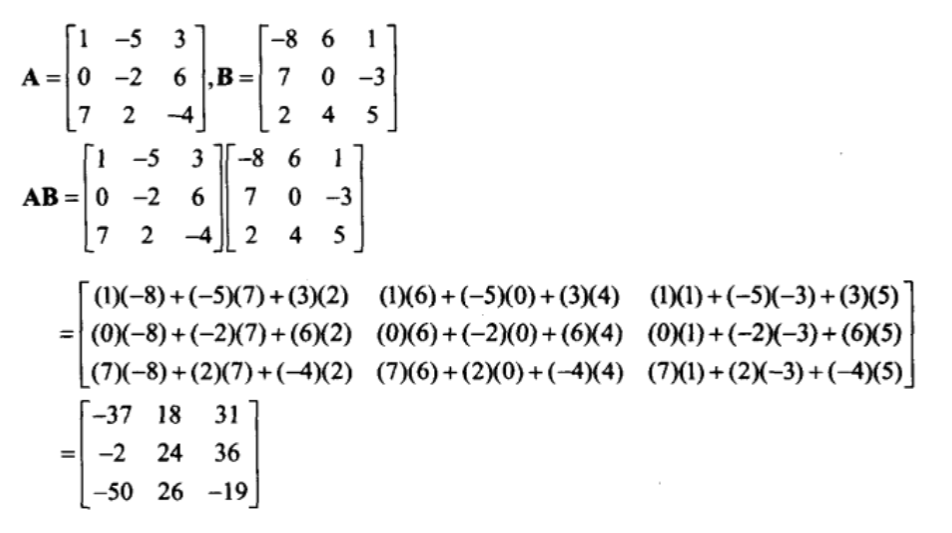 A = [1 −5 3; 0 −2 6; 7 2 −4], B = [−8 6 1; 7 0 −3; 2 4 5]
AB = [1 −5 3; 0 −2 6; 7 2 −4][−8 6 1; 7 0 −3; 2 4 5]
= [(1)(−8)+(−5)(7)+(3)(2) (1)(6)+(−5)(0)+(3)(4) (1)(1)+(−5)(−3)+(3)(5);
(0)(−8)+(−2)(7)+(6)(2) (0)(6)+(−2)(0)+(6)(4) (0)(1)+(−2)(−3)+(6)(5);
(7)(−8)+(2)(7)+(−4)(2) (7)(6)+(2)(0)+(−4)(4) (7)(1)+(2)(−3)+(−4)(5)]
= [−37 18 31; −2 24 36; −50 26 −19]